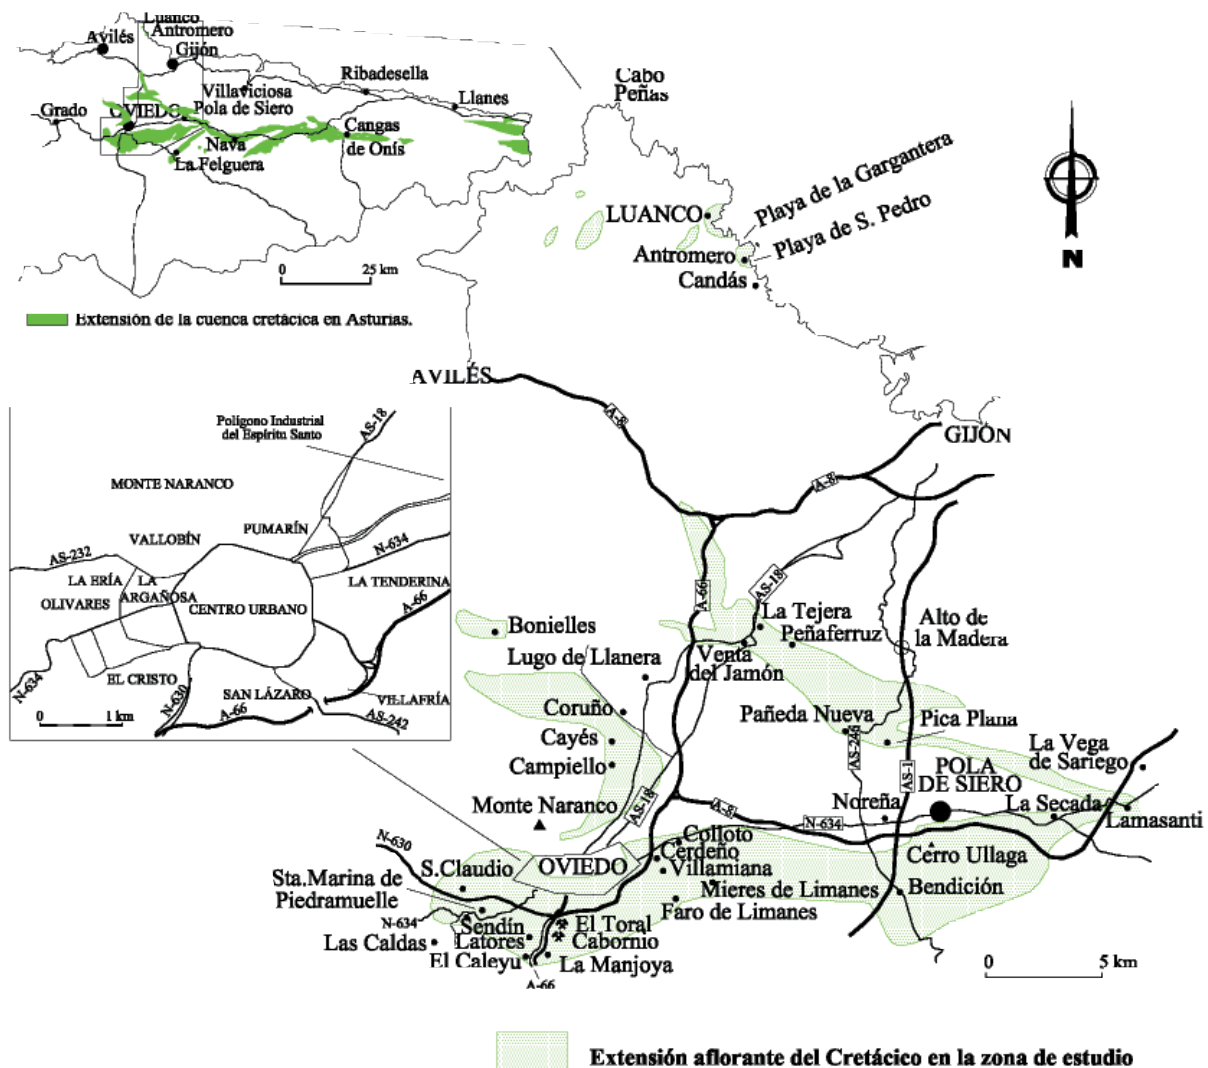 Luanco
Antromero
Avilés
Gijón
Ribadesella
Villaviciosa
Llanes
Grado
OVIEDO
Pola de Siero
Cangas
de Onís
Nava
La Felguera
0 25 km
Extensión de la cuenca cretácica en Asturias.
Cabo
Peñas
Playa de la Gargantera
LUANCO
Playa de S. Pedro
Antromero
Candás
N
AVILÉS
A-8
GIJÓN
A-8
Polígono Industrial
del Espíritu Santo
AS-18
MONTE NARANCO
PUMARÍN
VALLOBÍN
AS-232
N-634
LA ERÍA
LA
ARGAÑOSA
LA TENDERINA
OLIVARES
CENTRO URBANO
A-66
EL CRISTO
N-634
N-630
SAN LÁZARO
VILLAFRÍA
A-66
AS-242
0 1 km
A-66
AS-18
La Tejera
Peñaferruz
Alto de
la Madera
Bonielles
Lugo de Llanera
Venta
del Jamón
Coruño
Pañeda Nueva
Pica Plana
Cayés
AS-246
La Vega
de Sariego
Campiello
AS-1
POLA
DE SIERO
Monte Naranco
AS-18
A-8
Noreña
La Secada
Lamasanti
N-634
N-630
Colloto
Cerdeño
Cerro Ullaga
S.Claudio
OVIEDO
Villamiana
Sta.Marina de
Piedramuelle
Mieres de Limanes
Bendición
Faro de Limanes
N-634
Sendín
El Toral
Las Caldas
Latores
Cabornio
El Caleyu
La Manjoya
A-66
0 5 km
Extensión aflorante del Cretácico en la zona de estudio